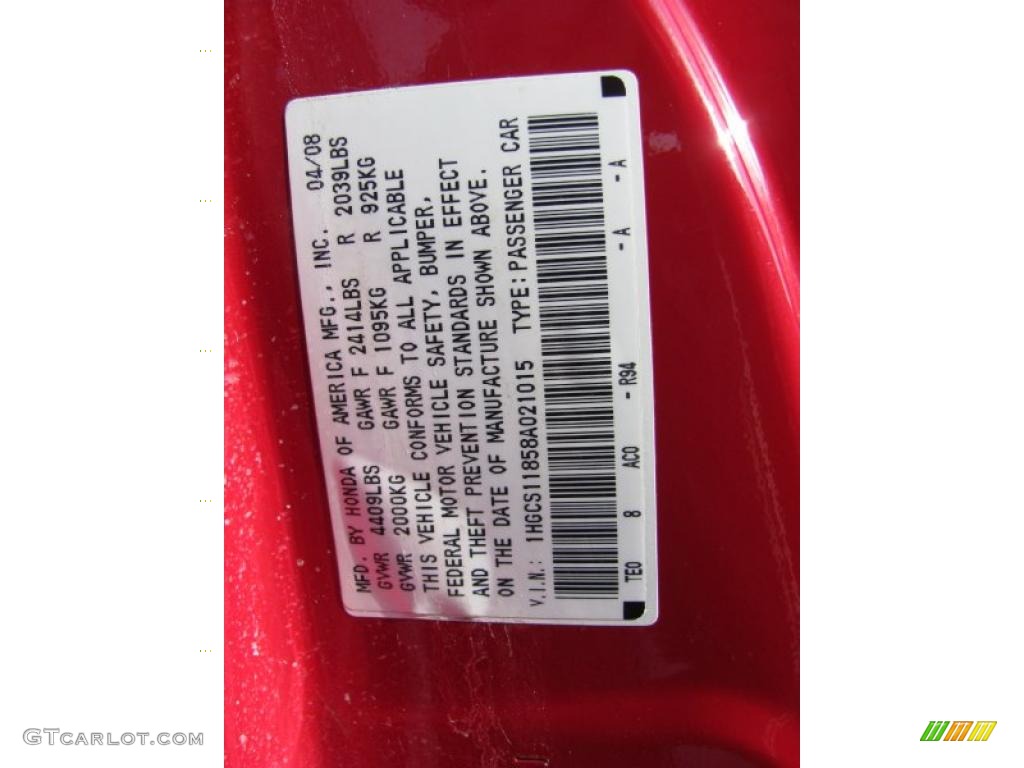 MFD. BY HONDA OF AMERICA MFG., INC. 04/08
GVWR 4409LBS GAWR F 2414LBS R 2039LBS
GVWR 2000KG GAWR F 1095KG R 925KG
THIS VEHICLE CONFORMS TO ALL APPLICABLE
FEDERAL MOTOR VEHICLE SAFETY, BUMPER,
AND THEFT PREVENTION STANDARDS IN EFFECT
ON THE DATE OF MANUFACTURE SHOWN ABOVE.
V.I.N.: 1HGCS11858A021015 TYPE:PASSENGER CAR
TE0 8 AC0 - R94 - A - A
GTCarLot.com